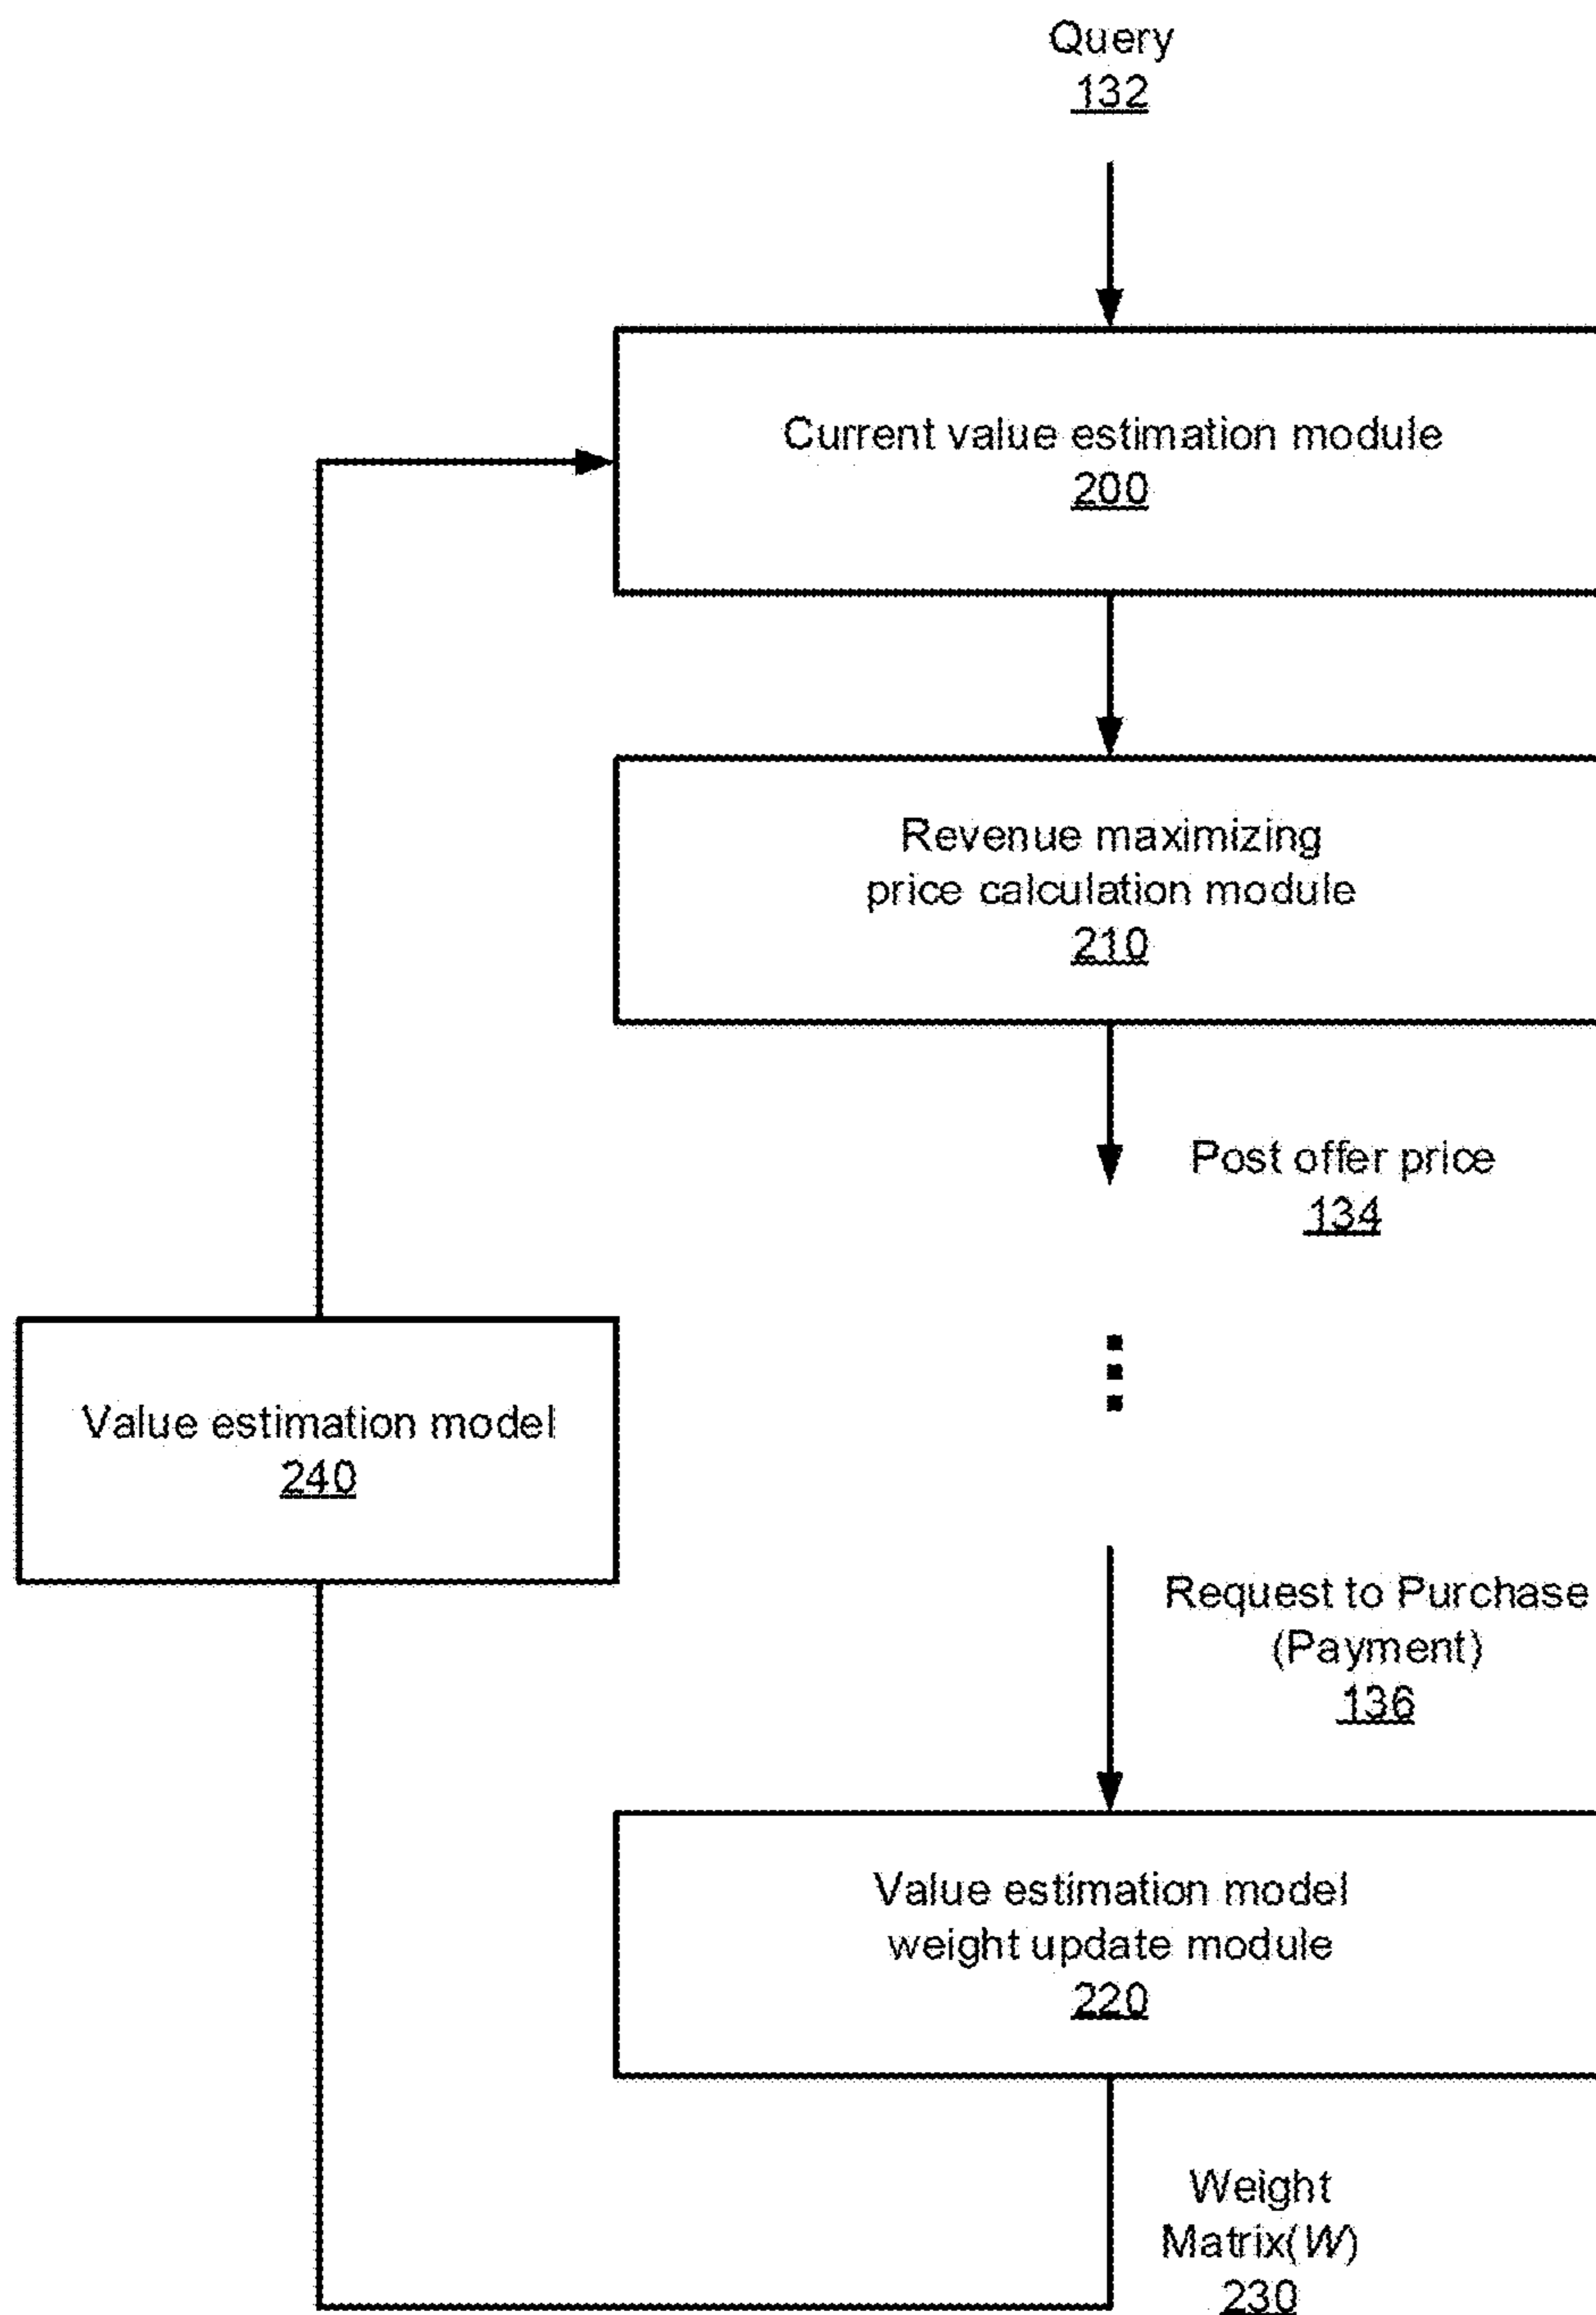 Query
132
Current value estimation module
200
Revenue maximizing
price calculation module
210
Post offer price
134
Value estimation model
240
Request to Purchase
(Payment)
136
Value estimation model
weight update module
220
Weight
Matrix(W)
230